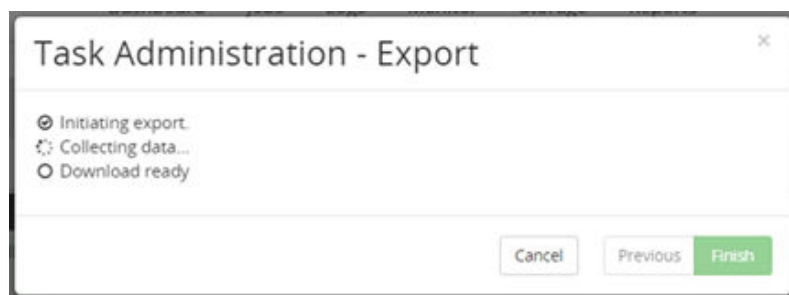 Task Administration - Export
Initiating export.
Collecting data...
Download ready
Cancel Previous Finish